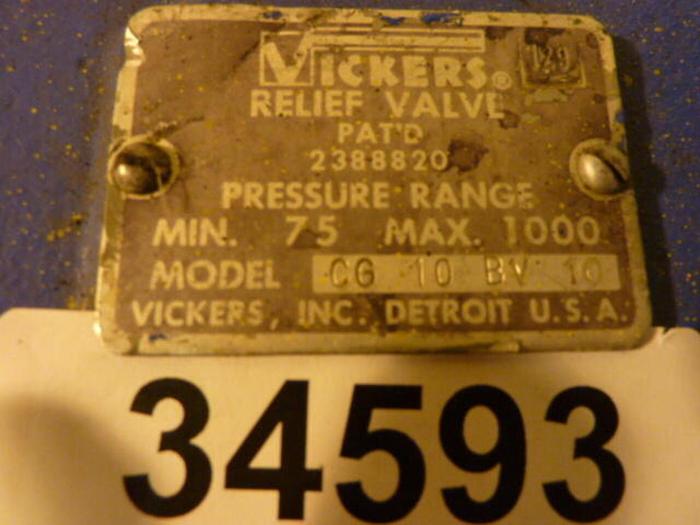 VICKERS®
RELIEF VALVE
PAT'D
2388820
PRESSURE RANGE
MIN. 75 MAX. 1000
MODEL CG 10 BV 10
VICKERS, INC. DETROIT U.S.A.
34593